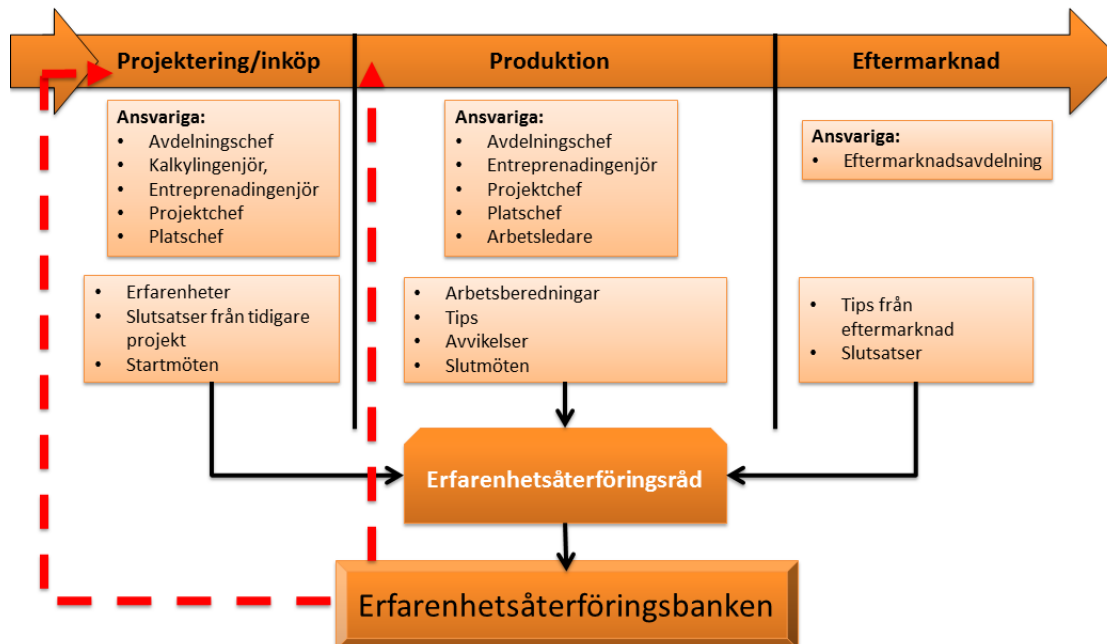 Projektering/inköp
Produktion
Eftermarknad
Ansvariga:
• Avdelningschef
• Kalkylingenjör,
• Entreprenadingenjör
• Projektchef
• Platschef
Ansvariga:
• Avdelningschef
• Entreprenadingenjör
• Projektchef
• Platschef
• Arbetsledare
Ansvariga:
• Eftermarknadsavdelning
• Erfarenheter
• Slutsatser från tidigare
projekt
• Startmöten
• Arbetsberedningar
• Tips
• Avvikelser
• Slutmöten
• Tips från
eftermarknad
• Slutsatser
Erfarenhetsåterföringsråd
Erfarenhetsåterföringsbanken